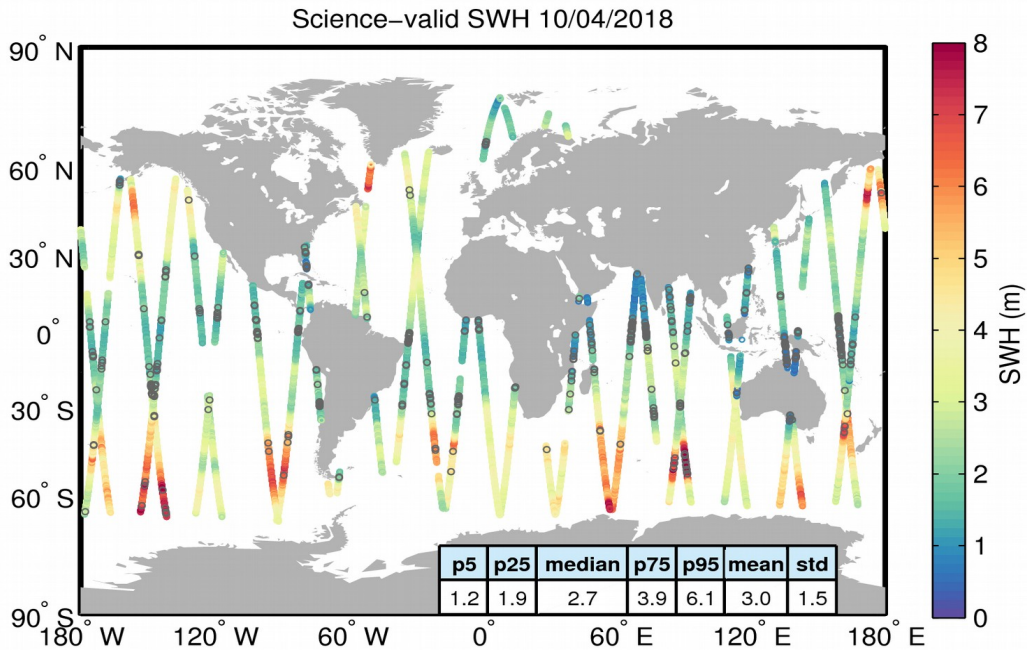 Science−valid SWH 10/04/2018
90° N
60° N
30° N
0°
30° S
60° S
90° S
180° W
120° W
60° W
0°
60° E
120° E
180° E
p5 p25 median p75 p95 mean std
1.2 1.9 2.7 3.9 6.1 3.0 1.5
8
7
6
5
4
3
2
1
0
SWH (m)